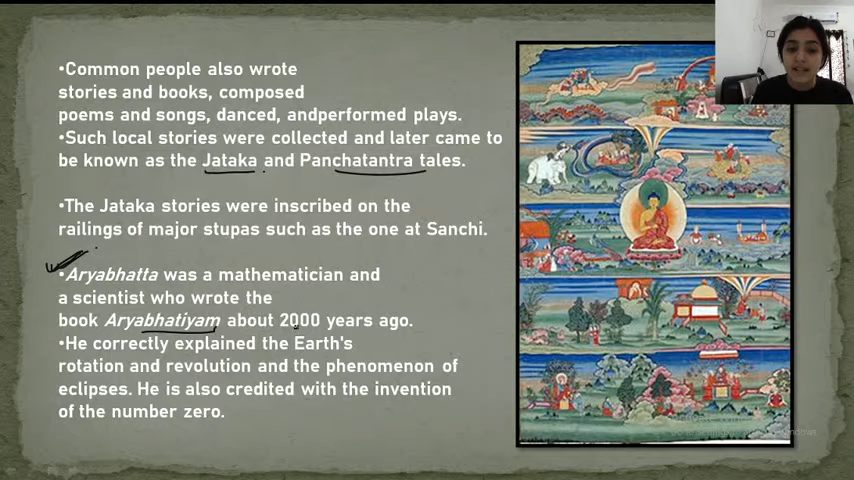 •Common people also wrote
stories and books, composed
poems and songs, danced, andperformed plays.
•Such local stories were collected and later came to
be known as the Jataka and Panchatantra tales.
•The Jataka stories were inscribed on the
railings of major stupas such as the one at Sanchi.
•Aryabhatta was a mathematician and
a scientist who wrote the
book Aryabhatiyam about 2000 years ago.
•He correctly explained the Earth's
rotation and revolution and the phenomenon of
eclipses. He is also credited with the invention
of the number zero.